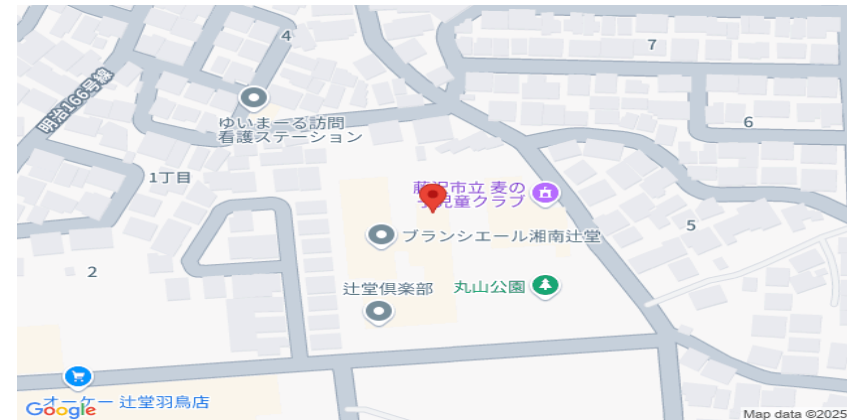 4
7
明治166号線
ゆいまーる訪問
看護ステーション
6
1丁目
藤沢市立 麦の
子児童クラブ
5
ブランシエール湘南辻堂
2
辻堂倶楽部
丸山公園
オーケー 辻堂羽鳥店
Google
Map data ©2025